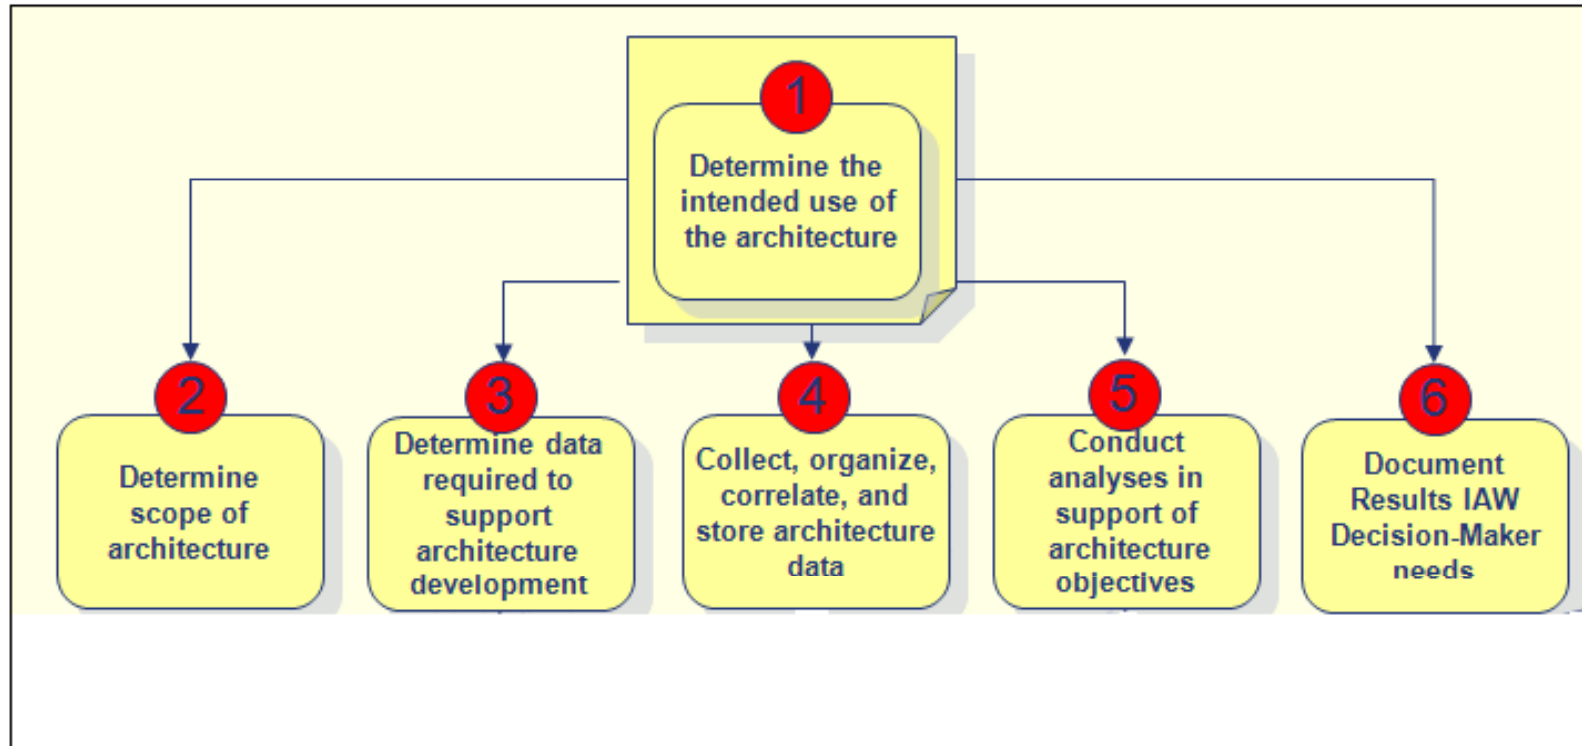 1
Determine the
intended use of
the architecture
2
Determine
scope of
architecture
3
Determine data
required to
support
architecture
development
4
Collect, organize,
correlate, and
store architecture
data
5
Conduct
analyses in
support of
architecture
objectives
6
Document
Results IAW
Decision-Maker
needs